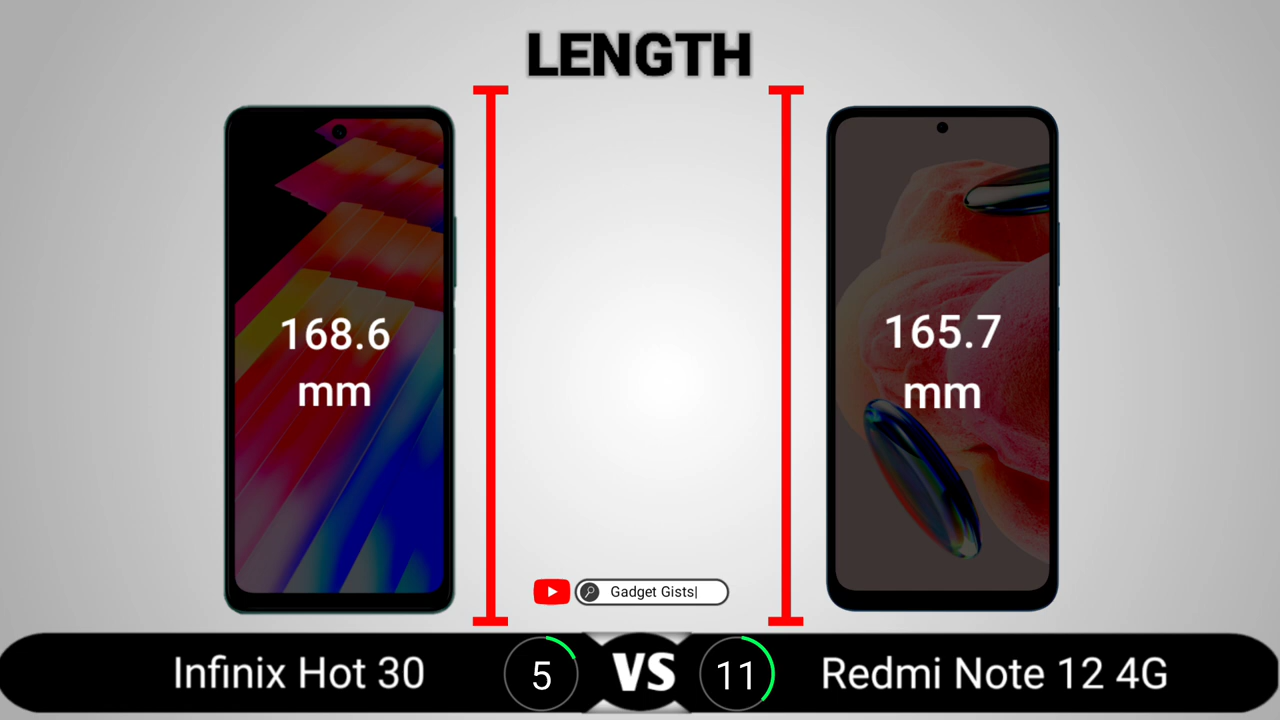 LENGTH
168.6
mm
165.7
mm
Gadget Gists|
Infinix Hot 30
5
VS
11
Redmi Note 12 4G